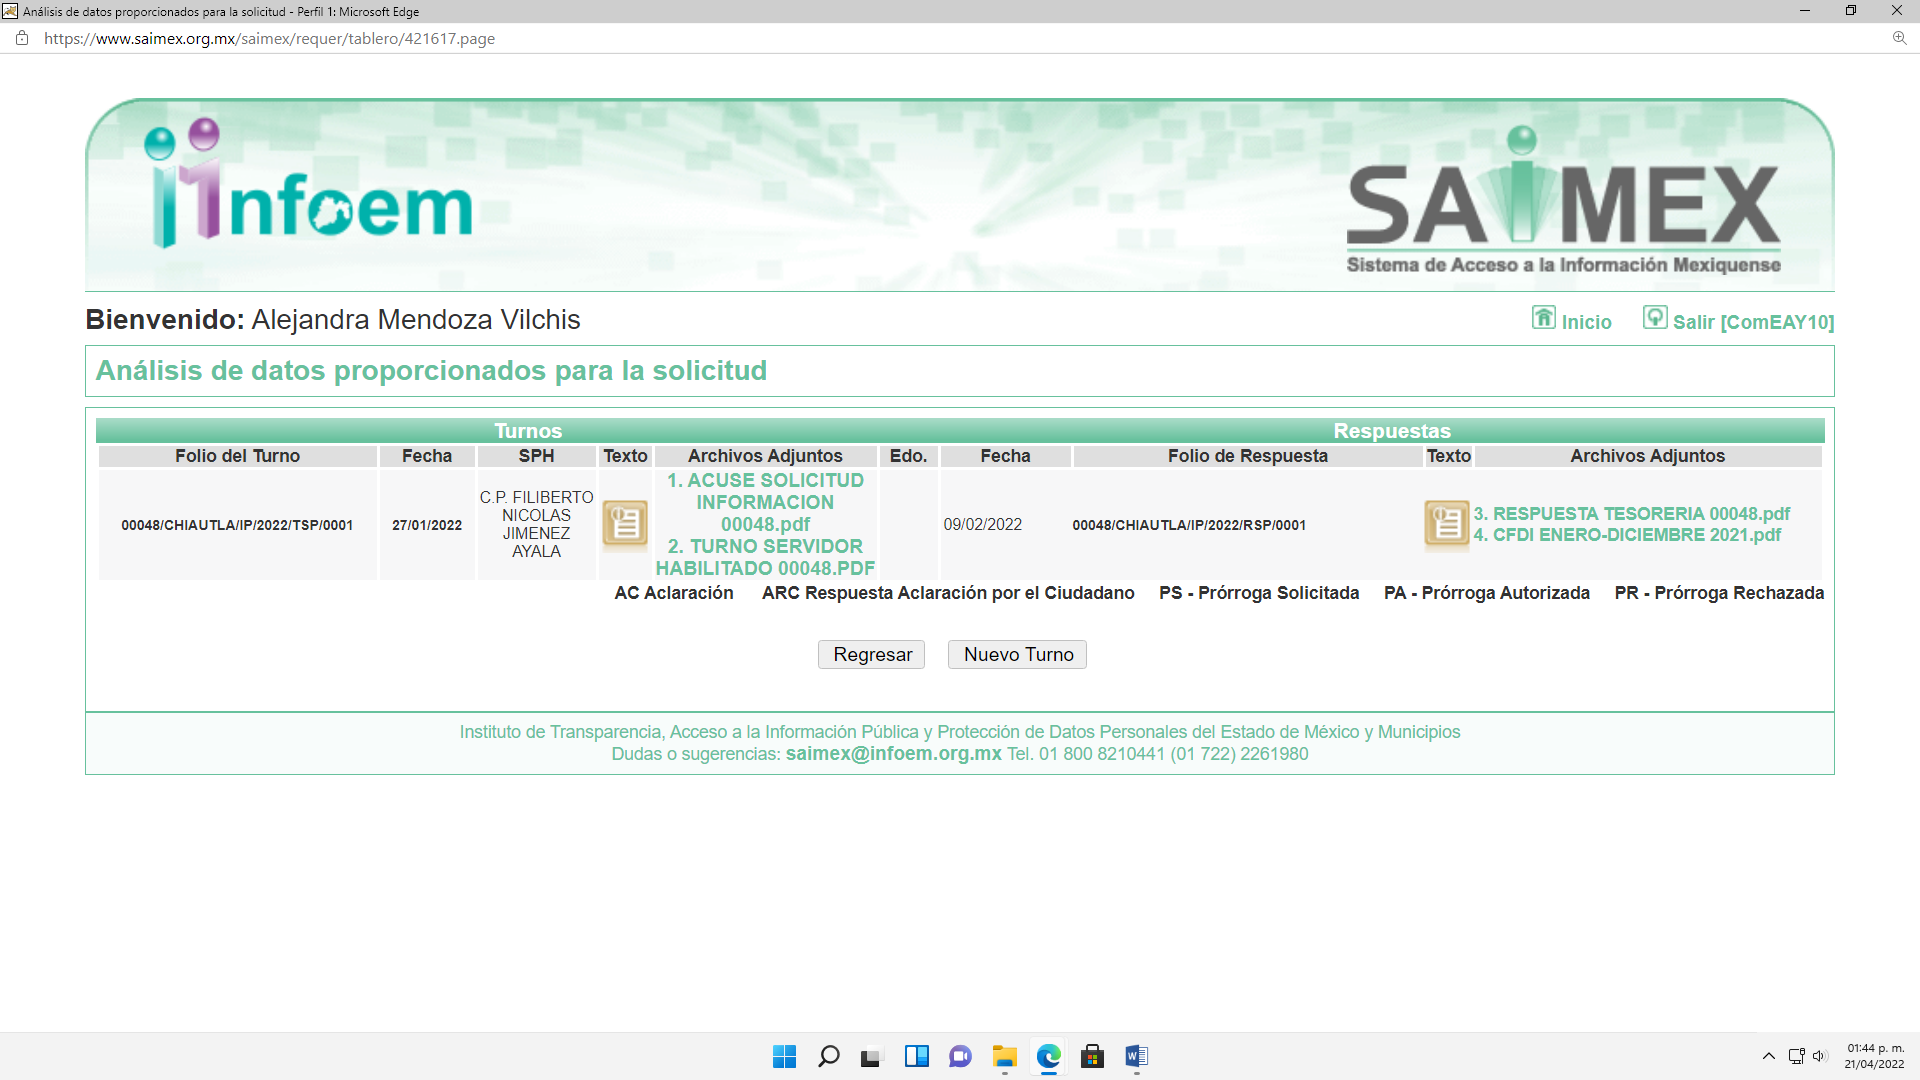 Análisis de datos proporcionados para la solicitud - Perfil 1: Microsoft Edge
https://www.saimex.org.mx/saimex/requer/tablero/421617.page
infoem
SAIMEX
Sistema de Acceso a la Información Mexiquense
Bienvenido: Alejandra Mendoza Vilchis
Inicio
Salir [ComEAY10]
Análisis de datos proporcionados para la solicitud
Turnos Respuestas
Folio del Turno Fecha SPH Texto Archivos Adjuntos Edo. Fecha Folio de Respuesta Texto Archivos Adjuntos
00048/CHIAUTLA/IP/2022/TSP/0001
27/01/2022
C.P. FILIBERTO
NICOLAS
JIMENEZ
AYALA
1. ACUSE SOLICITUD
INFORMACION
00048.pdf
2. TURNO SERVIDOR
HABILITADO 00048.PDF
09/02/2022
00048/CHIAUTLA/IP/2022/RSP/0001
3. RESPUESTA TESORERIA 00048.pdf
4. CFDI ENERO-DICIEMBRE 2021.pdf
AC Aclaración ARC Respuesta Aclaración por el Ciudadano PS - Prórroga Solicitada PA - Prórroga Autorizada PR - Prórroga Rechazada
Regresar Nuevo Turno
Instituto de Transparencia, Acceso a la Información Pública y Protección de Datos Personales del Estado de México y Municipios
Dudas o sugerencias: saimex@infoem.org.mx Tel. 01 800 8210441 (01 722) 2261980
01:44 p. m.
21/04/2022